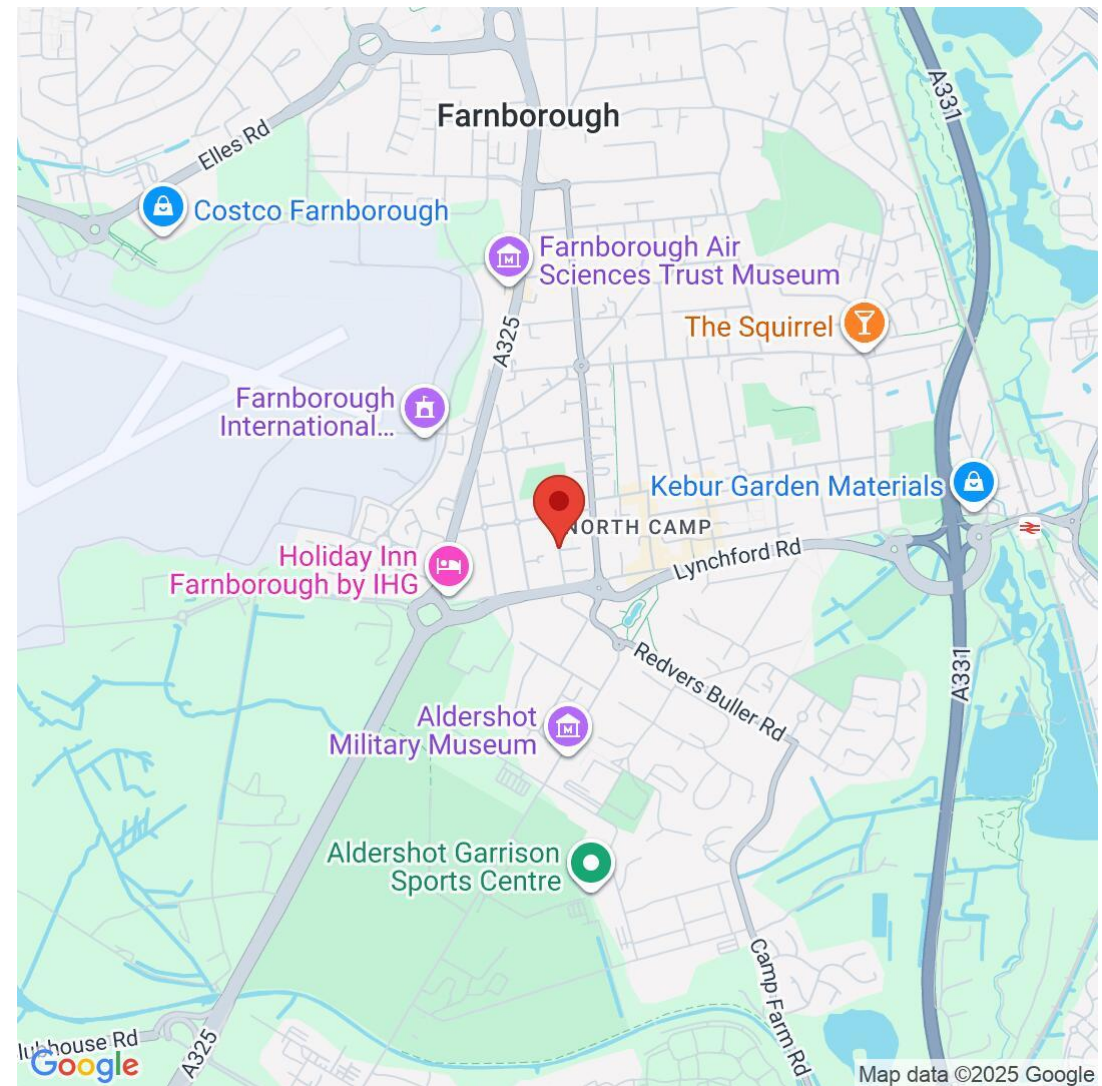 A331
Farnborough
Elles Rd
Costco Farnborough
Farnborough Air
Sciences Trust Museum
The Squirrel
A325
Farnborough
International...
Kebur Garden Materials
NORTH CAMP
Lynchford Rd
Holiday Inn
Farnborough by IHG
Redvers Buller Rd
A331
Aldershot
Military Museum
Aldershot Garrison
Sports Centre
Camp Farm Rd
A325
Google
Map data ©2025 Google